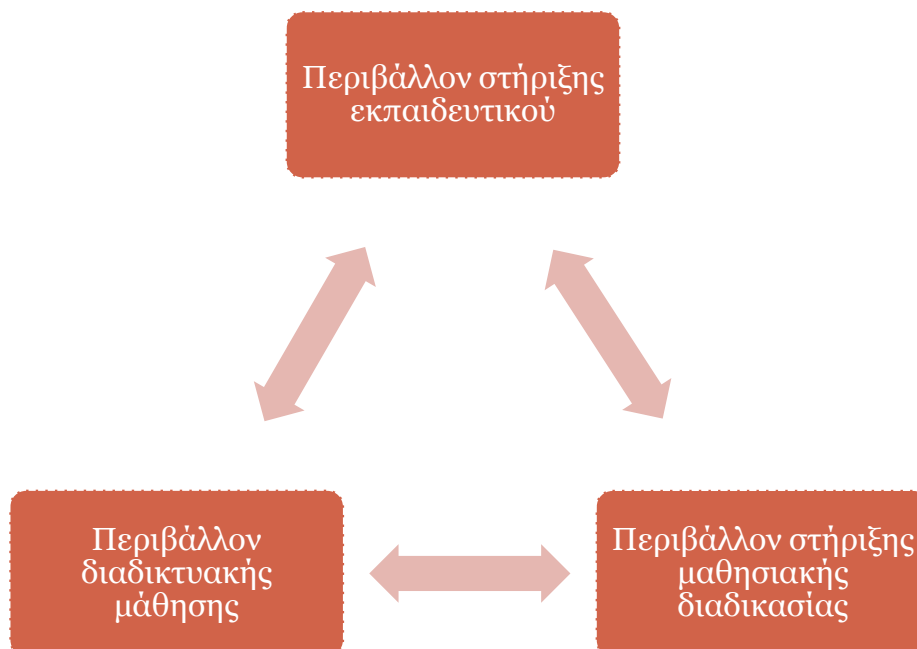 Περιβάλλον στήριξης
εκπαιδευτικού
Περιβάλλον
διαδικτυακής
μάθησης
Περιβάλλον στήριξης
μαθησιακής
διαδικασίας